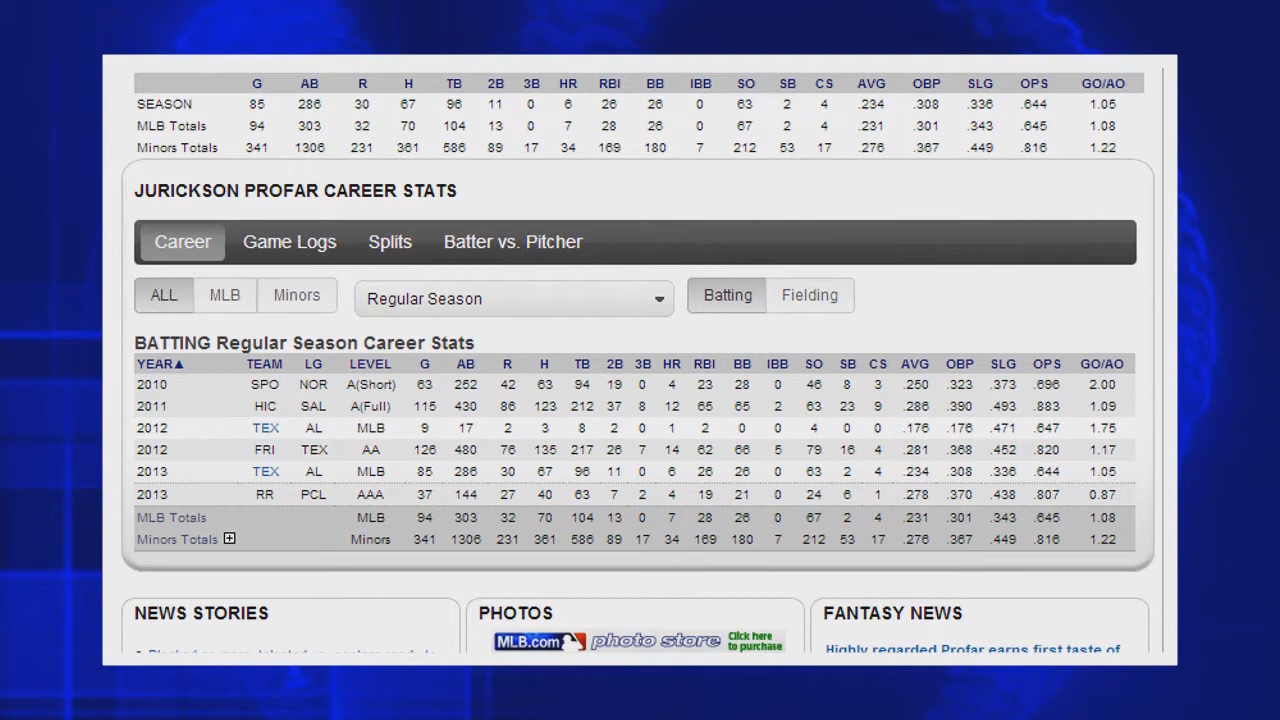 G AB R H TB 2B 3B HR RBI BB IBB SO SB CS AVG OBP SLG OPS GO/AO
SEASON 85 286 30 67 96 11 0 6 26 26 0 63 2 4 .234 .308 .336 .644 1.05
MLB Totals 94 303 32 70 104 13 0 7 28 26 0 67 2 4 .231 .301 .343 .645 1.08
Minors Totals 341 1306 231 361 586 89 17 34 169 180 7 212 53 17 .276 .367 .449 .816 1.22
JURICKSON PROFAR CAREER STATS
Career Game Logs Splits Batter vs. Pitcher
ALL MLB Minors Regular Season Batting Fielding
BATTING Regular Season Career Stats
YEAR▲ TEAM LG LEVEL G AB R H TB 2B 3B HR RBI BB IBB SO SB CS AVG OBP SLG OPS GO/AO
2010 SPO NOR A(Short) 63 252 42 63 94 19 0 4 23 28 0 46 8 3 .250 .323 .373 .696 2.00
2011 HIC SAL A(Full) 115 430 86 123 212 37 8 12 65 65 2 63 23 9 .286 .390 .493 .883 1.09
2012 TEX AL MLB 9 17 2 3 8 2 0 1 2 0 0 4 0 0 .176 .176 .471 .647 1.75
2012 FRI TEX AA 126 480 76 135 217 26 7 14 62 66 5 79 16 4 .281 .368 .452 .820 1.17
2013 TEX AL MLB 85 286 30 67 96 11 0 6 26 26 0 63 2 4 .234 .308 .336 .644 1.05
2013 RR PCL AAA 37 144 27 40 63 7 2 4 19 21 0 24 6 1 .278 .370 .438 .807 0.87
MLB Totals MLB 94 303 32 70 104 13 0 7 28 26 0 67 2 4 .231 .301 .343 .645 1.08
Minors Totals Minors 341 1306 231 361 586 89 17 34 169 180 7 212 53 17 .276 .367 .449 .816 1.22
NEWS STORIES PHOTOS FANTASY NEWS
MLB.com photo store Click here
to purchase
Highly regarded Profar earns first taste of